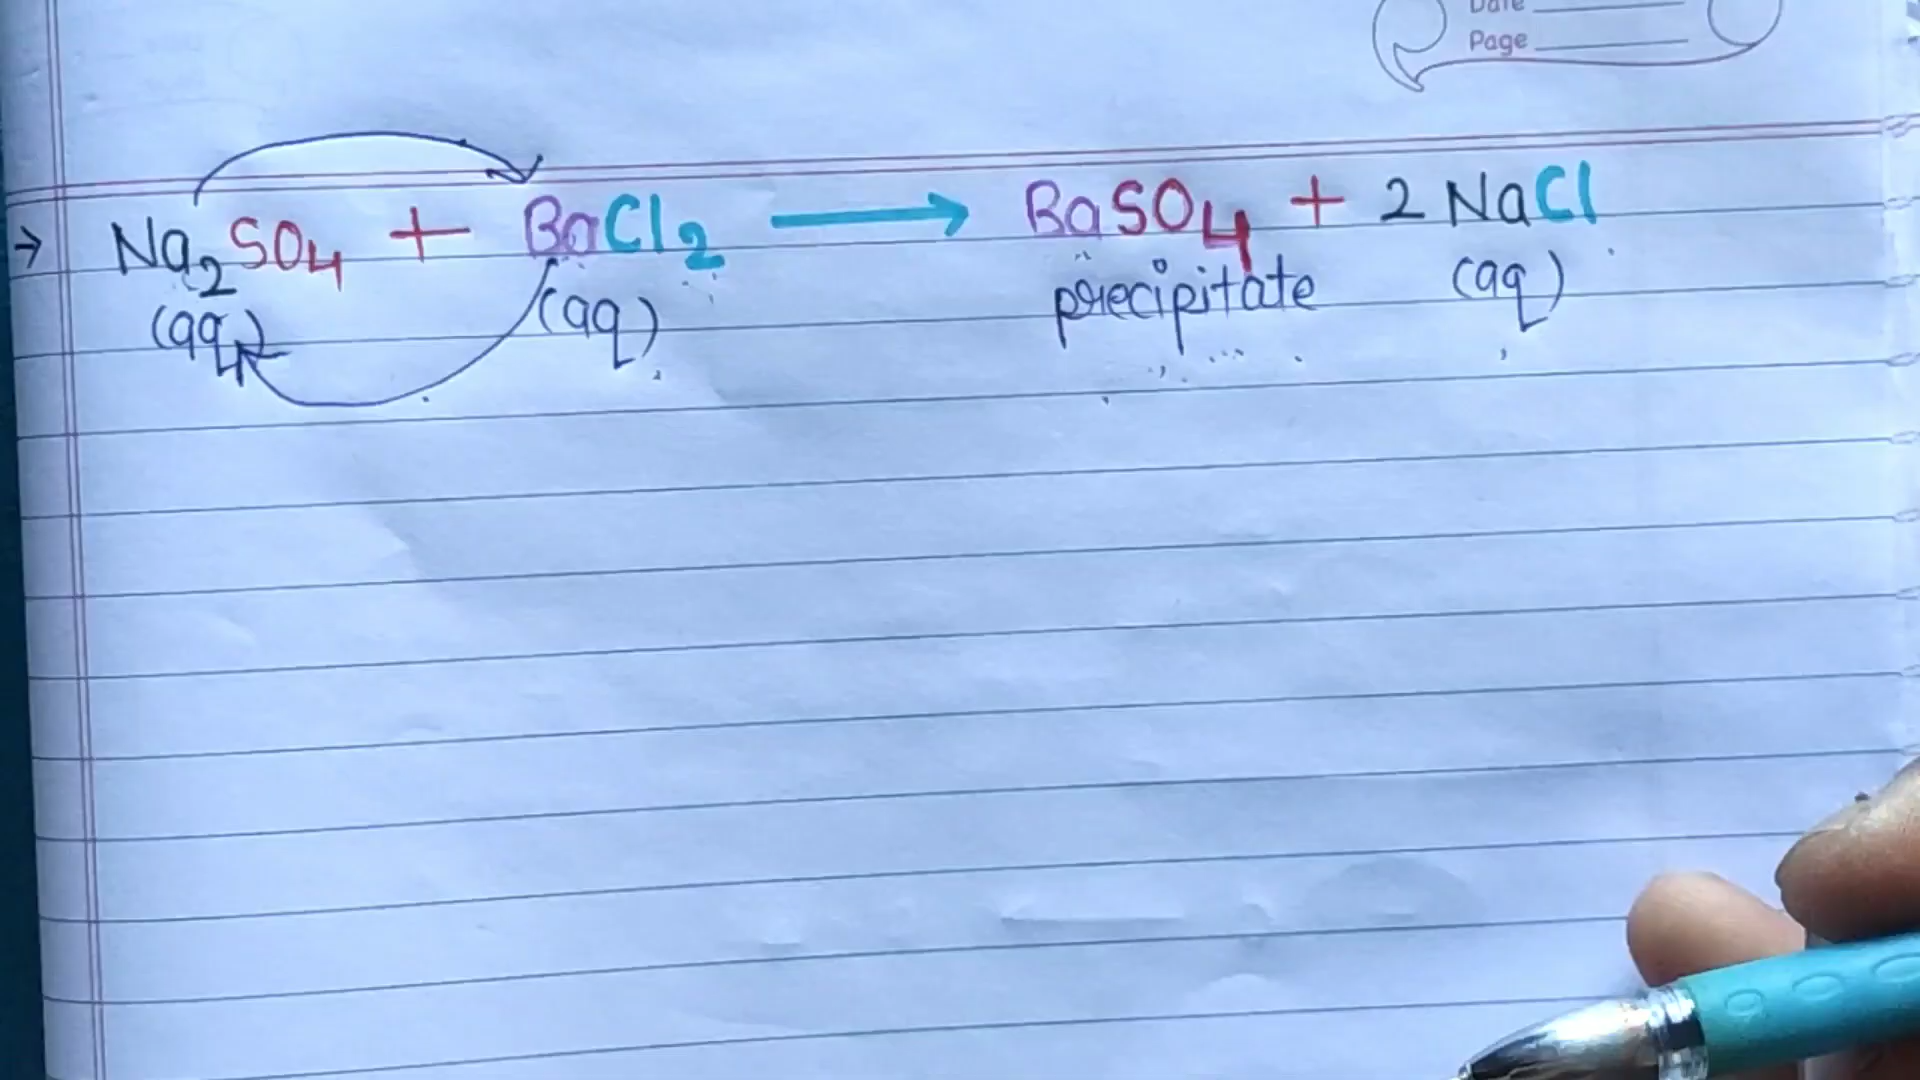 Date
Page
→ Na₂SO₄ + BaCl₂ ⟶ BaSO₄ + 2 NaCl
(aq) (aq) precipitate (aq)